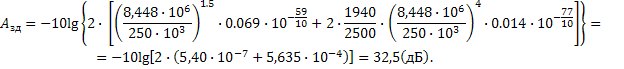 A_зд = −10lg{2 · [(8,448 · 10⁶ / 250 · 10³)^1.5 · 0.069 · 10^(−59/10) + 2 · 1940/2500 · (8,448 · 10⁶ / 250 · 10³)^4 · 0.014 · 10^(−77/10)]} =
= −10lg[2 · (5,40 · 10⁻⁷ + 5,635 · 10⁻⁴)] = 32,5(дБ).